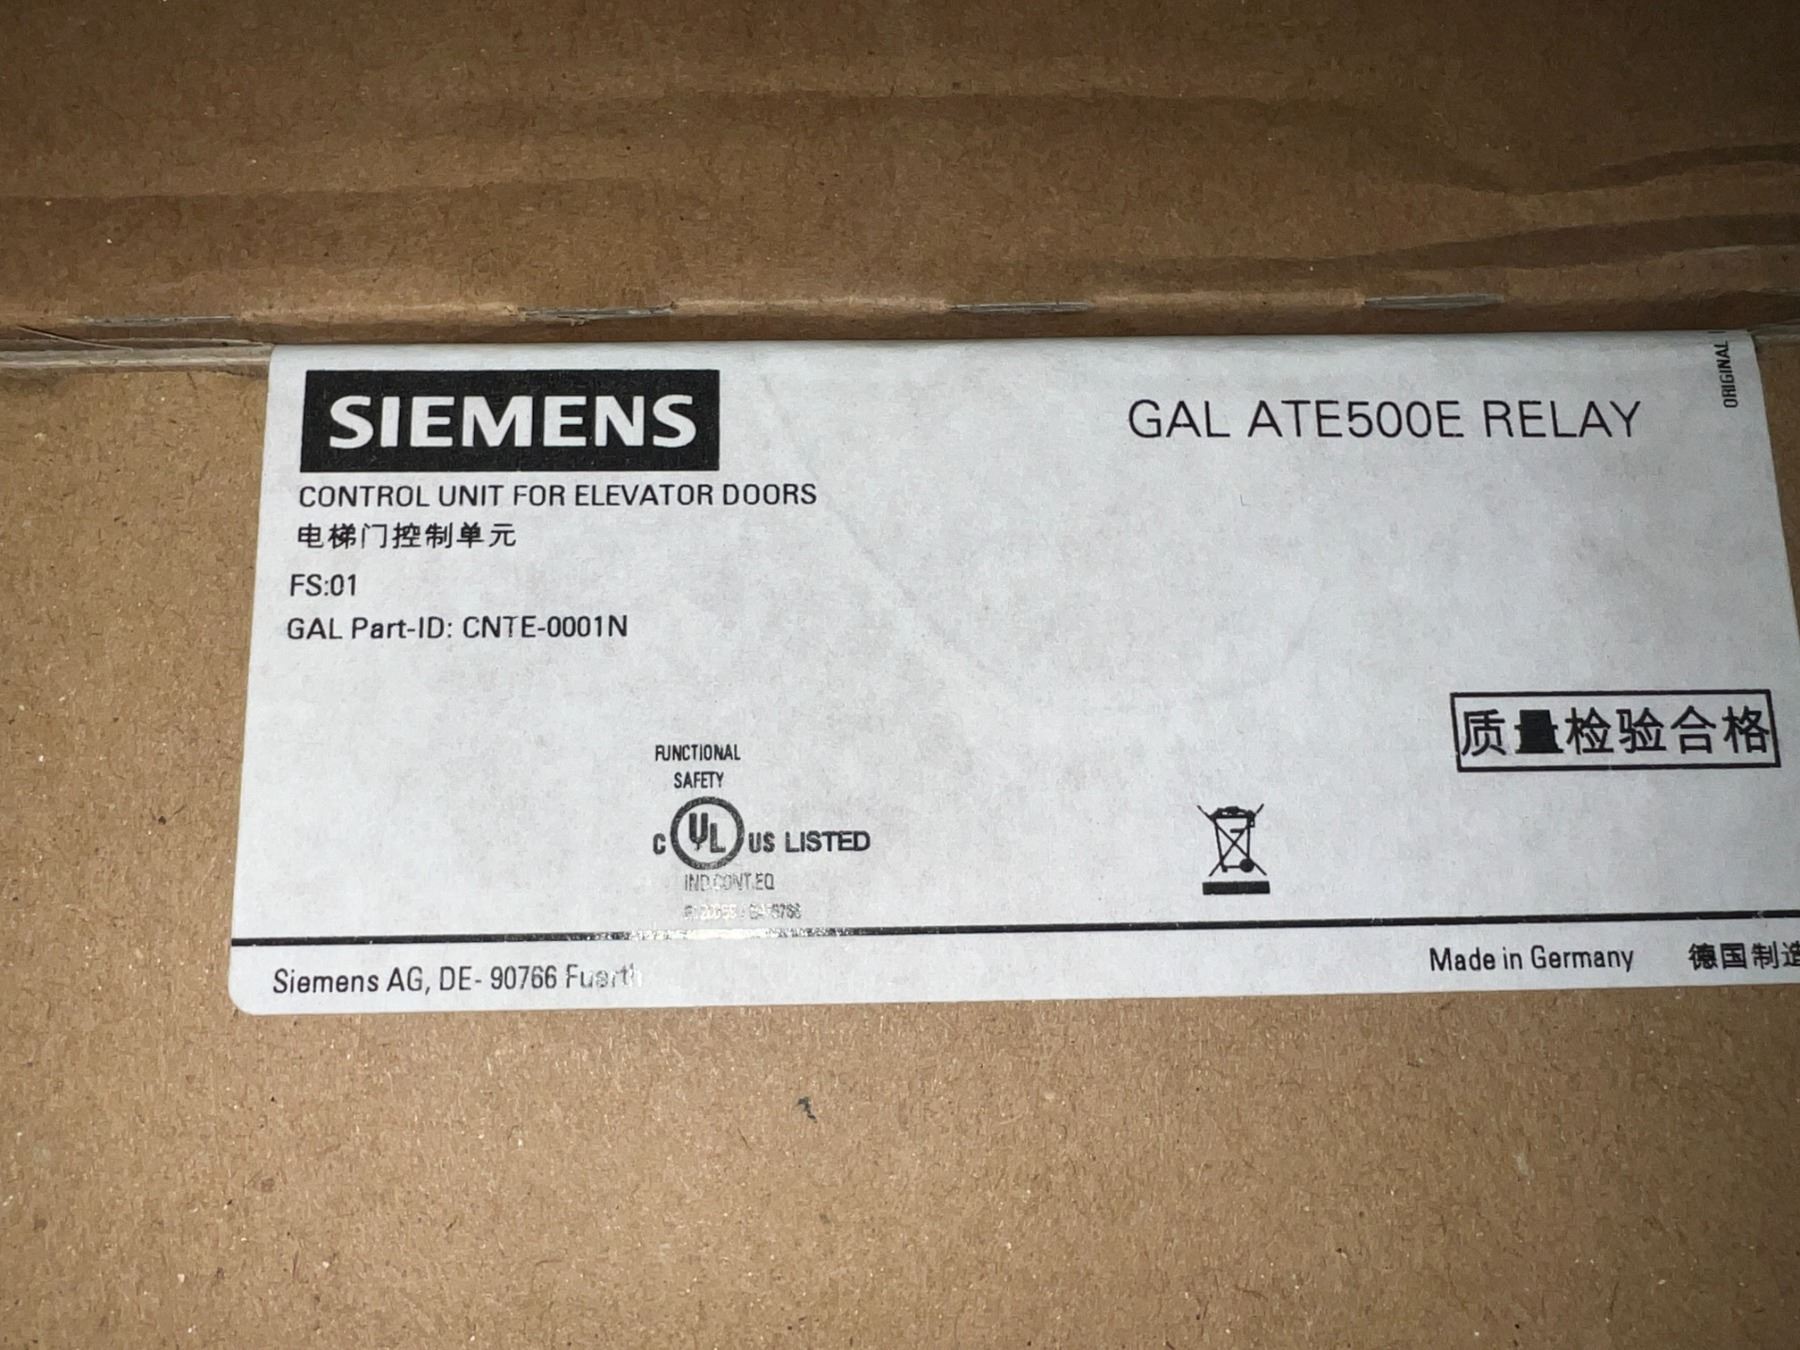 ORIGINAL
SIEMENS
GAL ATE500E RELAY
CONTROL UNIT FOR ELEVATOR DOORS
电梯门控制单元
FS:01
GAL Part-ID: CNTE-0001N
质量检验合格
FUNCTIONAL
SAFETY
C UL US LISTED
IND.CONT.EQ
Siemens AG, DE- 90766 Fuerth
Made in Germany 德国制造